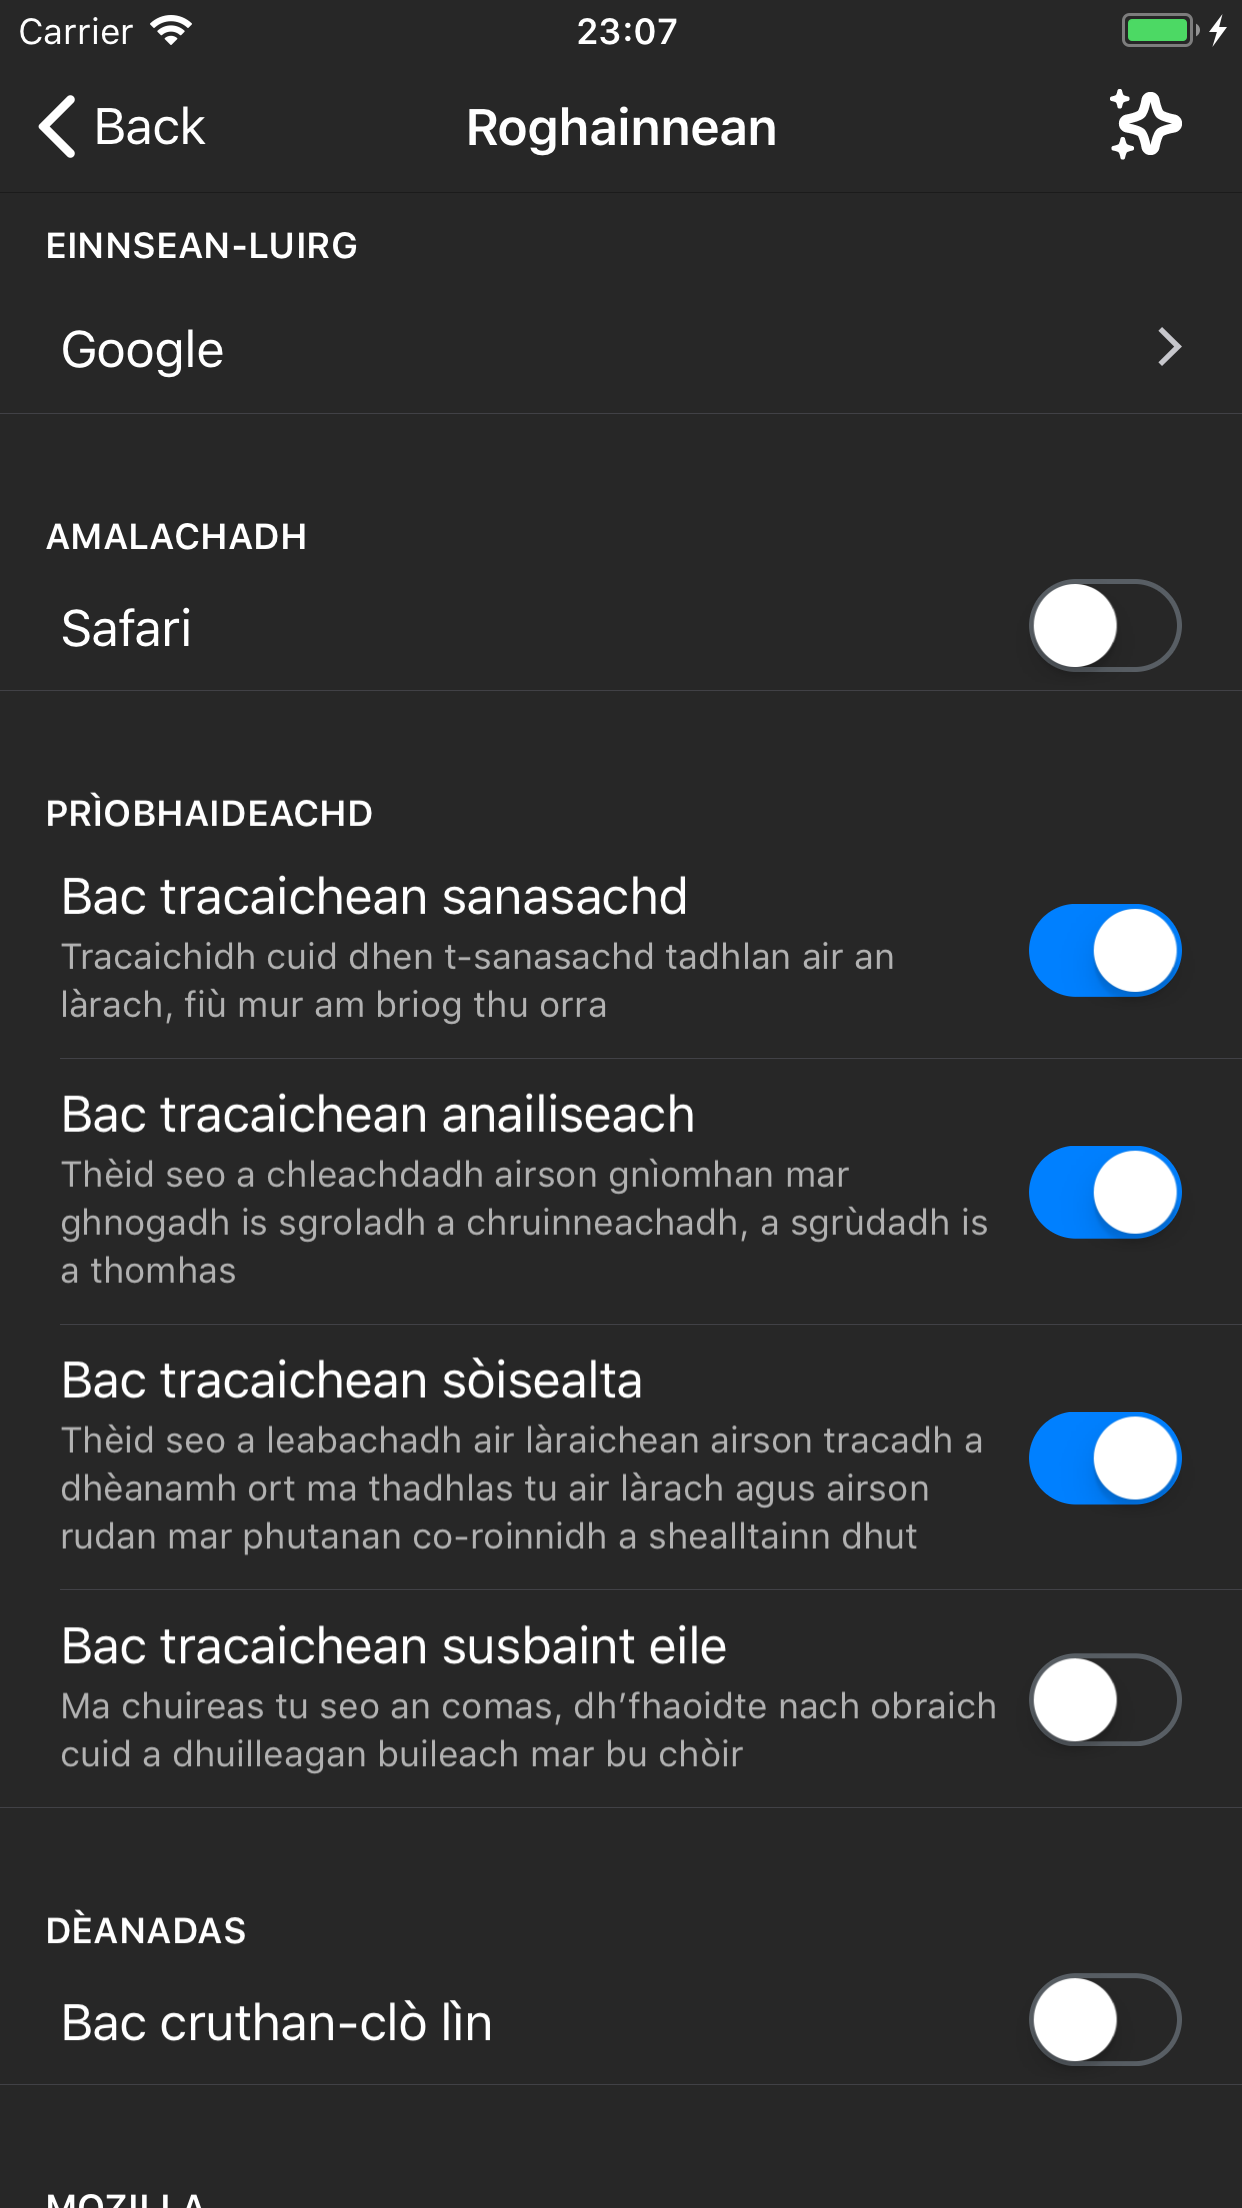 Carrier 23:07
Back Roghainnean
EINNSEAN-LUIRG
Google
AMALACHADH
Safari
PRÌOBHAIDEACHD
Bac tracaichean sanasachd
Tracaichidh cuid dhen t-sanasachd tadhlan air an
làrach, fiù mur am briog thu orra
Bac tracaichean anailiseach
Thèid seo a chleachdadh airson gnìomhan mar
ghnogadh is sgroladh a chruinneachadh, a sgrùdadh is
a thomhas
Bac tracaichean sòisealta
Thèid seo a leabachadh air làraichean airson tracadh a
dhèanamh ort ma thadhlas tu air làrach agus airson
rudan mar phutanan co-roinnidh a shealltainn dhut
Bac tracaichean susbaint eile
Ma chuireas tu seo an comas, dh’fhaoidte nach obraich
cuid a dhuilleagan buileach mar bu chòir
DÈANADAS
Bac cruthan-clò lìn
MOZILLA